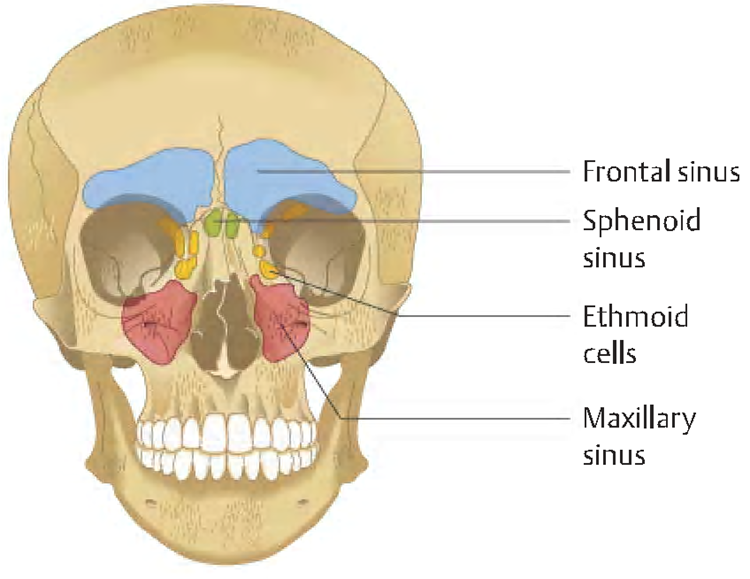 Frontal sinus
Sphenoid
sinus
Ethmoid
cells
Maxillary
sinus